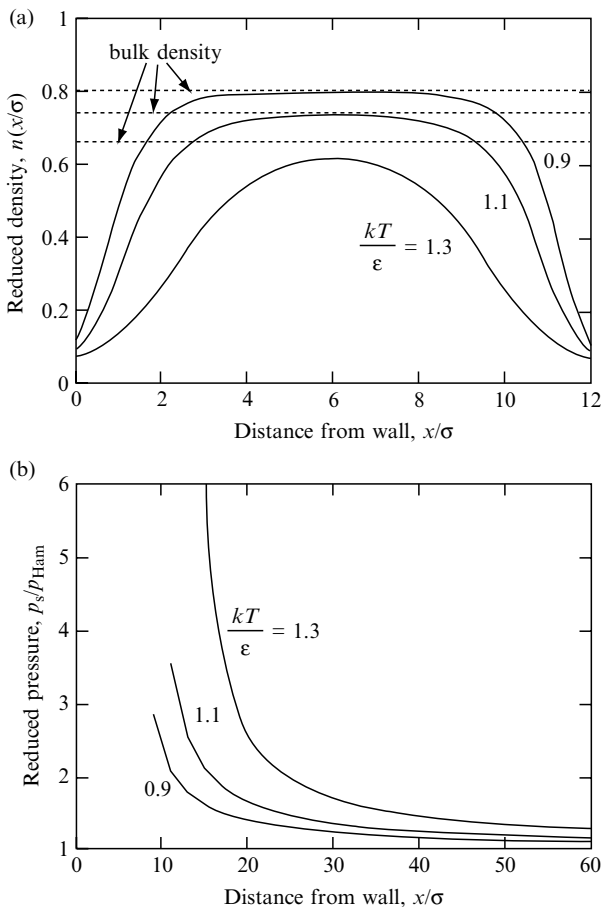 (a)
1
0.8
0.6
0.4
0.2
0
bulk density
0.9
1.1
kT/ε = 1.3
0 2 4 6 8 10 12
Reduced density, n(x/σ)
Distance from wall, x/σ
(b)
6
5
4
3
2
1
kT/ε = 1.3
1.1
0.9
0 10 20 30 40 50 60
Reduced pressure, pₛ/p_Ham
Distance from wall, x/σ